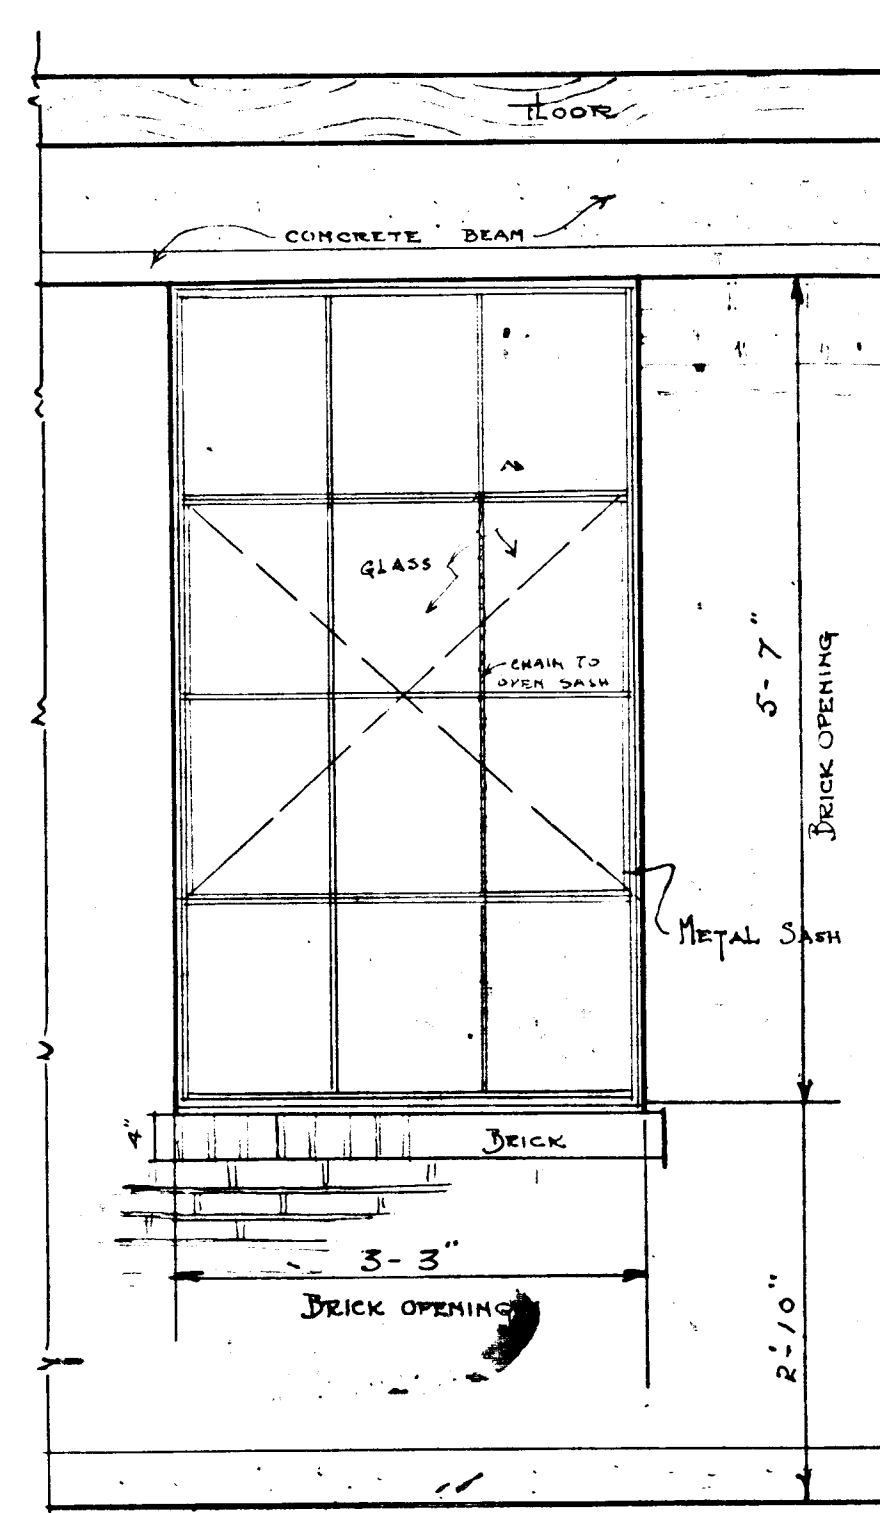 FLOOR
CONCRETE BEAM
GLASS
CHAIN TO
OPEN SASH
5-7"
BRICK OPENING
METAL SASH
4"
BRICK
3-3"
BRICK OPENING
2'-10"